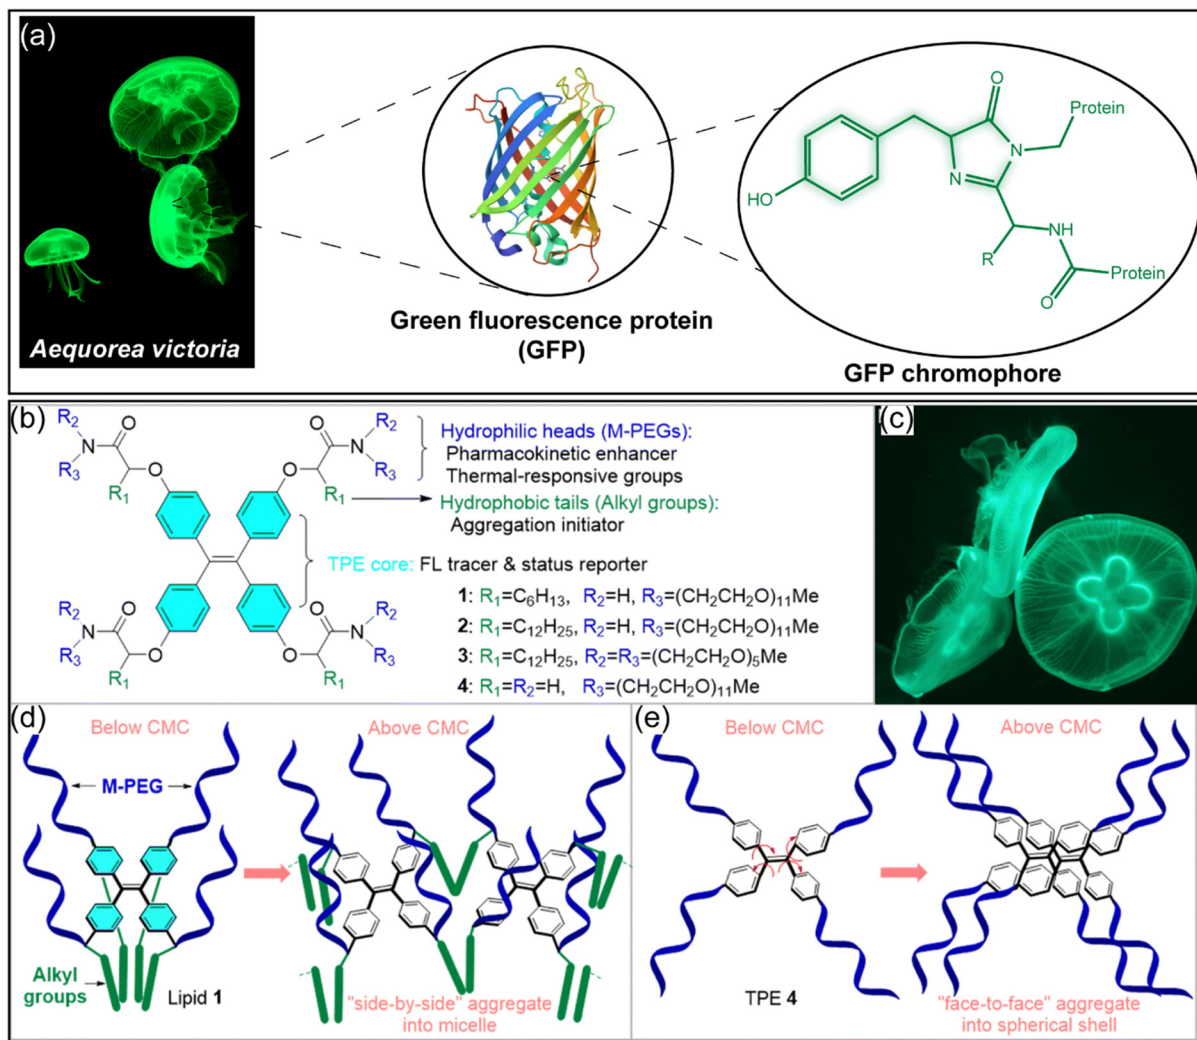 (a)
Aequorea victoria
Green fluorescence protein
(GFP)
O
Protein
N
N
HO
NH
R
Protein
O
GFP chromophore
(b)
R2
N
R3
O
O
R1
O
R2
N
R3
O
R1
Hydrophilic heads (M-PEGs):
Pharmacokinetic enhancer
Thermal-responsive groups
Hydrophobic tails (Alkyl groups):
Aggregation initiator
TPE core: FL tracer & status reporter
R2
N
R3
O
O
R1
O
R2
N
R3
O
R1
1: R1=C6H13, R2=H, R3=(CH2CH2O)11Me
2: R1=C12H25, R2=H, R3=(CH2CH2O)11Me
3: R1=C12H25, R2=R3=(CH2CH2O)5Me
4: R1=R2=H, R3=(CH2CH2O)11Me
(c)
(d)
Below CMC
Above CMC
M-PEG
Alkyl
groups
Lipid 1
"side-by-side" aggregate
into micelle
(e)
Below CMC
Above CMC
TPE 4
"face-to-face" aggregate
into spherical shell